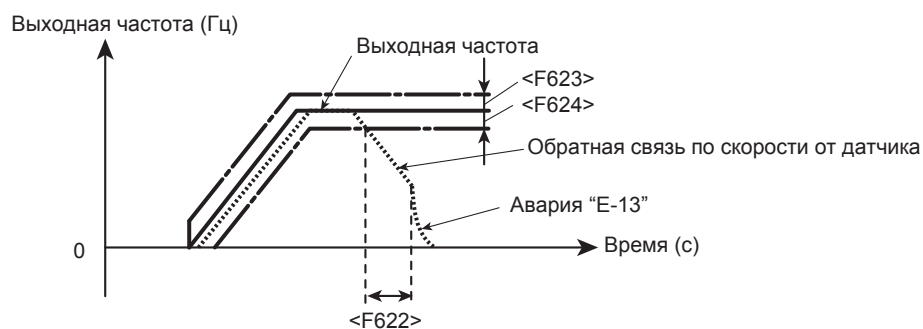 Выходная частота (Гц)
Выходная частота
<F623>
<F624>
Обратная связь по скорости от датчика
Авария “E-13”
0
Время (с)
<F622>